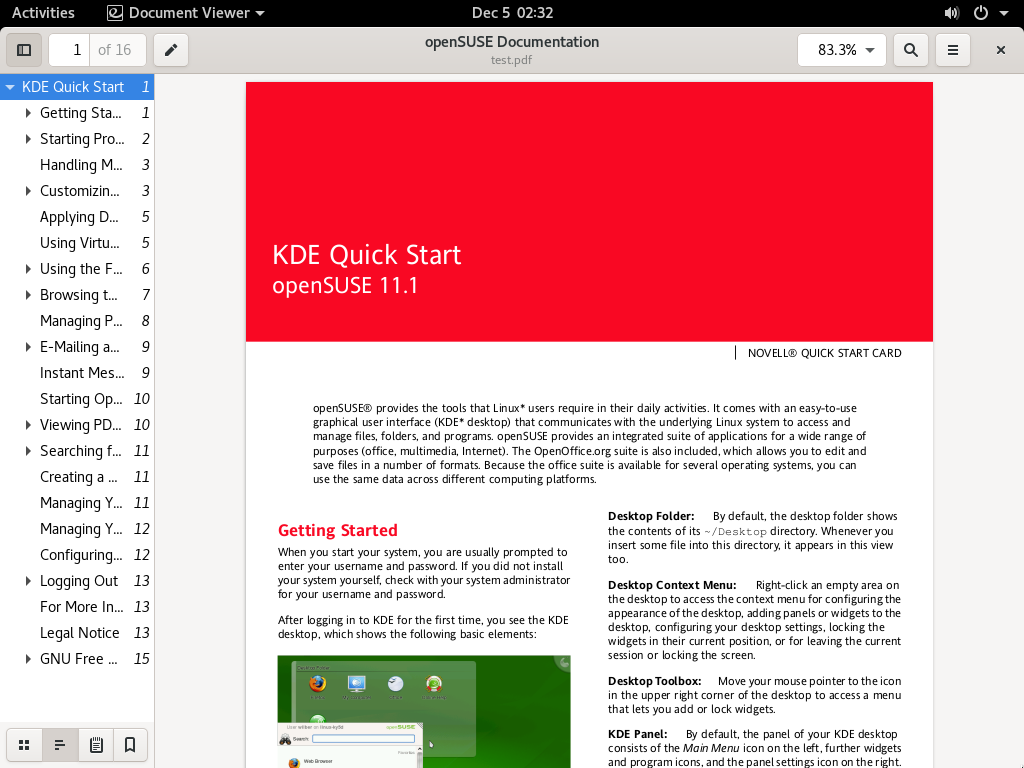 Activities
Document Viewer
Dec 5 02:32
1 of 16
openSUSE Documentation
test.pdf
83.3%
KDE Quick Start 1
Getting Sta... 1
Starting Pro... 2
Handling M... 3
Customizin... 3
Applying D... 5
Using Virtu... 5
Using the F... 6
Browsing t... 7
Managing P... 8
E-Mailing a... 9
Instant Mes... 9
Starting Op... 10
Viewing PD... 10
Searching f... 11
Creating a ... 11
Managing Y... 11
Managing Y... 12
Configuring... 12
Logging Out 13
For More In... 13
Legal Notice 13
GNU Free ... 15
KDE Quick Start
openSUSE 11.1
NOVELL® QUICK START CARD
openSUSE® provides the tools that Linux* users require in their daily activities. It comes with an easy-to-use
graphical user interface (KDE* desktop) that communicates with the underlying Linux system to access and
manage files, folders, and programs. openSUSE provides an integrated suite of applications for a wide range of
purposes (office, multimedia, Internet). The OpenOffice.org suite is also included, which allows you to edit and
save files in a number of formats. Because the office suite is available for several operating systems, you can
use the same data across different computing platforms.
Getting Started
When you start your system, you are usually prompted to
enter your username and password. If you did not install
your system yourself, check with your system administrator
for your username and password.
After logging in to KDE for the first time, you see the KDE
desktop, which shows the following basic elements:
openSUSE
Search:
Favorites
Web Browser
Desktop Folder: By default, the desktop folder shows
the contents of its ~/Desktop directory. Whenever you
insert some file into this directory, it appears in this view
too.
Desktop Context Menu: Right-click an empty area on
the desktop to access the context menu for configuring the
appearance of the desktop, adding panels or widgets to the
desktop, configuring your desktop settings, locking the
widgets in their current position, or for leaving the current
session or locking the screen.
Desktop Toolbox: Move your mouse pointer to the icon
in the upper right corner of the desktop to access a menu
that lets you add or lock widgets.
KDE Panel: By default, the panel of your KDE desktop
consists of the Main Menu icon on the left, further widgets
and program icons, and the panel settings icon on the right.